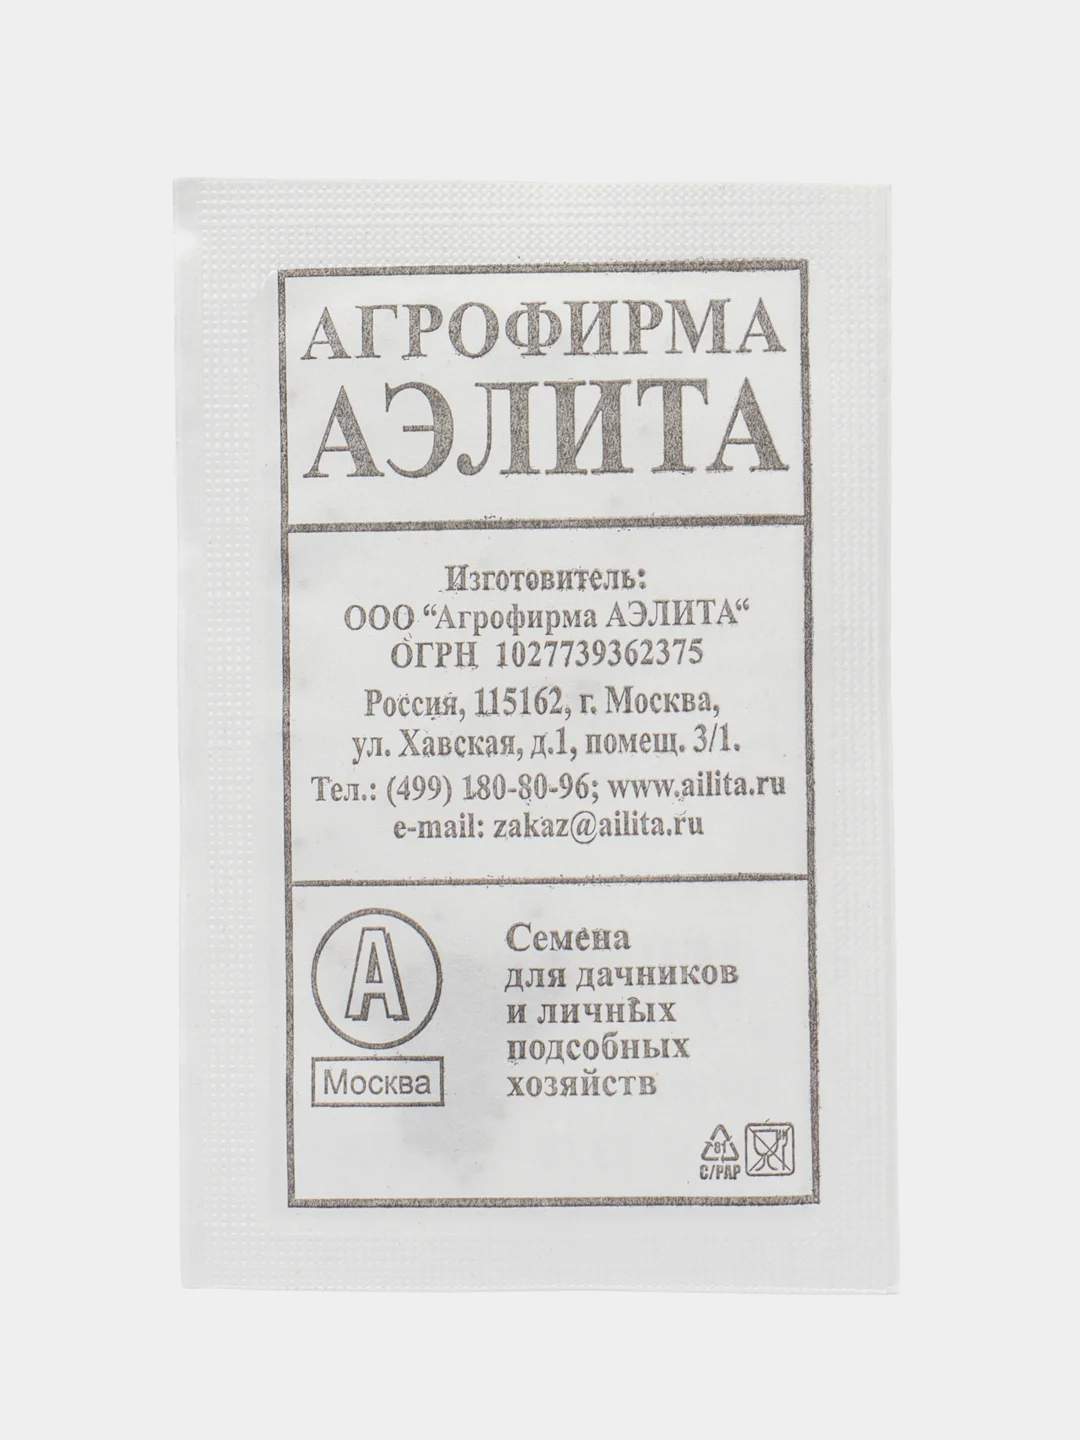 АГРОФИРМА
АЭЛИТА
Изготовитель:
ООО “Агрофирма АЭЛИТА“
ОГРН 1027739362375
Россия, 115162, г. Москва,
ул. Хавская, д.1, помещ. 3/1.
Тел.: (499) 180-80-96; www.ailita.ru
e-mail: zakaz@ailita.ru
А
Москва
Семена
для дачников
и личных
подсобных
хозяйств
81
C/PAP